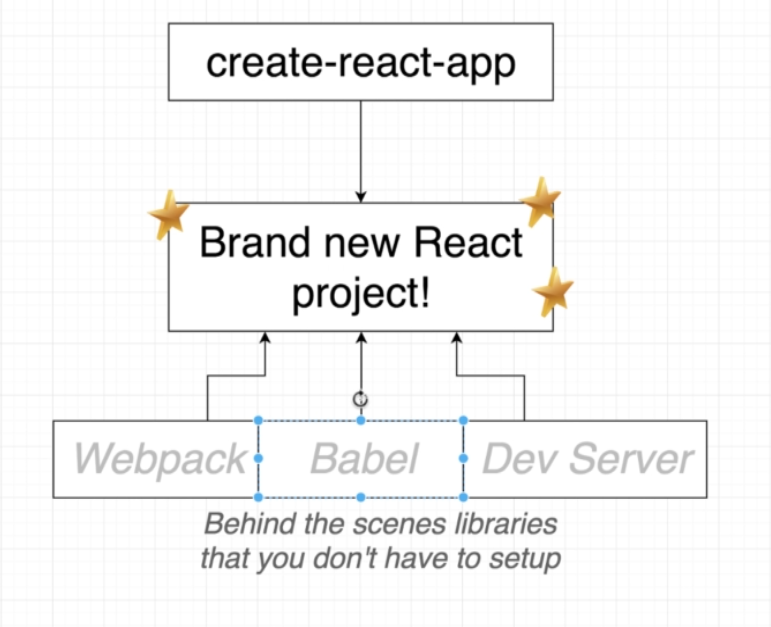 create-react-app
Brand new React
project!
Webpack
Babel
Dev Server
Behind the scenes libraries
that you don't have to setup